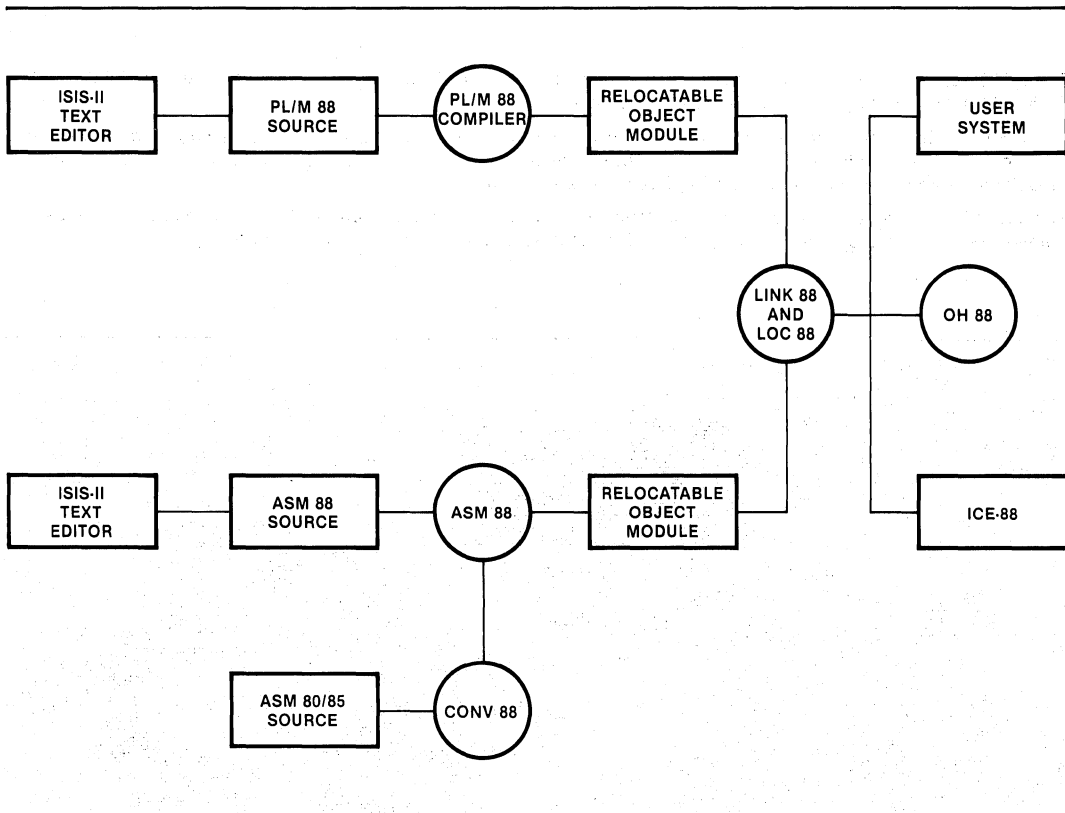 ISIS-II
TEXT
EDITOR
PL/M 88
SOURCE
PL/M 88
COMPILER
RELOCATABLE
OBJECT
MODULE
USER
SYSTEM
LINK 88
AND
LOC 88
OH 88
ISIS-II
TEXT
EDITOR
ASM 88
SOURCE
ASM 88
RELOCATABLE
OBJECT
MODULE
ICE-88
ASM 80/85
SOURCE
CONV 88